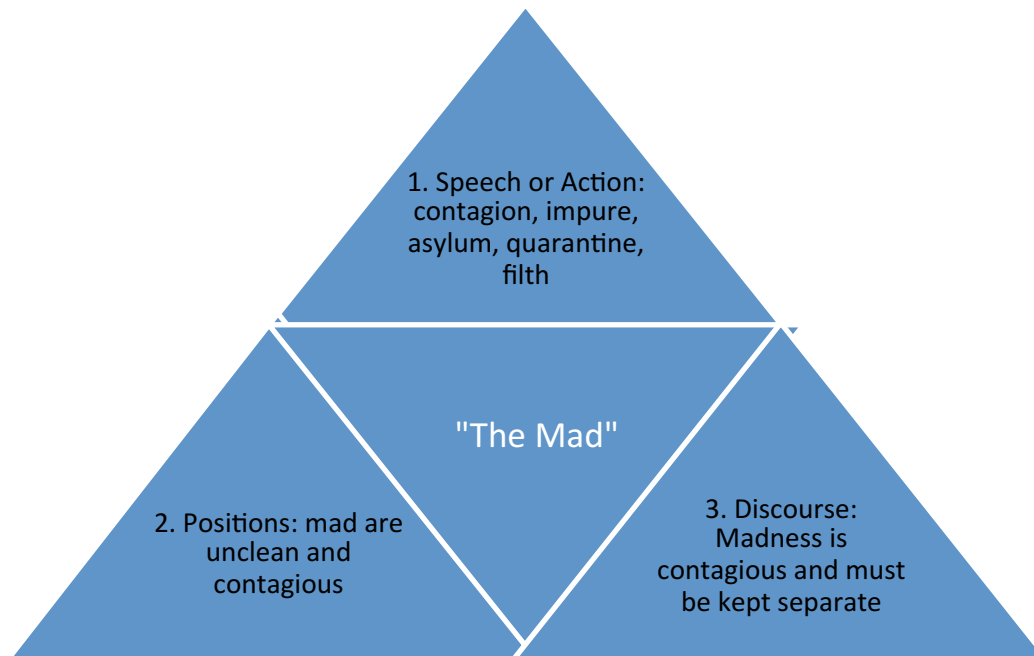 1. Speech or Action:
contagion, impure,
asylum, quarantine,
filth
"The Mad"
2. Positions: mad are
unclean and
contagious
3. Discourse:
Madness is
contagious and must
be kept separate